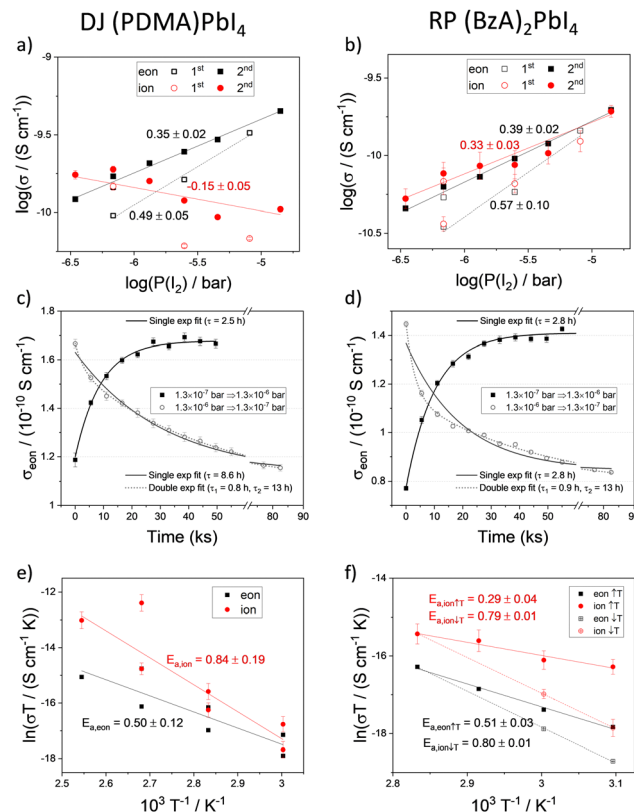 DJ (PDMA)PbI4
RP (BzA)2PbI4
a)
eon 1st 2nd
ion 1st 2nd
-9
-9.5
-10
0.35 ± 0.02
-0.15 ± 0.05
0.49 ± 0.05
log(σ / (S cm-1))
-6.5 -6 -5.5 -5 -4.5
log(P(I2) / bar)
b)
eon 1st 2nd
ion 1st 2nd
-9.5
-10
-10.5
0.39 ± 0.02
0.33 ± 0.03
0.57 ± 0.10
log(σ / (S cm-1))
-6.5 -6 -5.5 -5 -4.5
log(P(I2) / bar)
c)
Single exp fit (τ = 2.5 h)
1.3×10-7 bar ⇒1.3×10-6 bar
1.3×10-6 bar ⇒1.3×10-7 bar
Single exp fit (τ = 8.6 h)
Double exp fit (τ1 = 0.8 h, τ2 = 13 h)
1.8
1.6
1.4
1.2
1
σeon / (10-10 S cm-1)
0 10 20 30 40 50 80
Time (ks)
d)
Single exp fit (τ = 2.8 h)
1.3×10-7 bar ⇒1.3×10-6 bar
1.3×10-6 bar ⇒1.3×10-7 bar
Single exp fit (τ = 2.8 h)
Double exp fit (τ1 = 0.9 h, τ2 = 13 h)
1.4
1.2
1
0.8
σeon / (10-10 S cm-1)
0 10 20 30 40 50 80
Time (ks)
e)
eon
ion
-12
-14
-16
-18
Ea,ion = 0.84 ± 0.19
Ea,eon = 0.50 ± 0.12
ln(σT / (S cm-1 K))
2.5 2.6 2.7 2.8 2.9 3 3.1
103 T-1 / K-1
f)
eon ↑T
ion ↑T
eon ↓T
ion ↓T
-14
-16
-18
Ea,ion↑T = 0.29 ± 0.04
Ea,ion↓T = 0.79 ± 0.01
Ea,eon↑T = 0.51 ± 0.03
Ea,ion↓T = 0.80 ± 0.01
ln(σT / (S cm-1 K))
2.8 2.9 3 3.1
103 T-1 / K-1